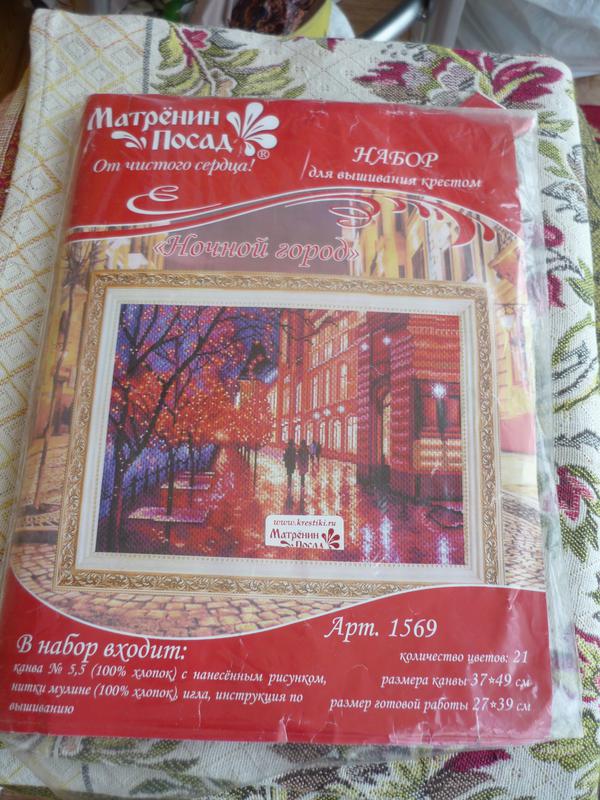 Матрёнин
Посад
®
От чистого сердца!
НАБОР
для вышивания крестом
«Ночной город»
www.krestiki.ru
Матрёнин
Посад
Арт. 1569
В набор входит:
канва № 5,5 (100% хлопок) с нанесённым рисунком,
нитки мулине (100% хлопок), игла, инструкция по
вышиванию
количество цветов: 21
размера канвы 37*49 см
размер готовой работы 27*39 см